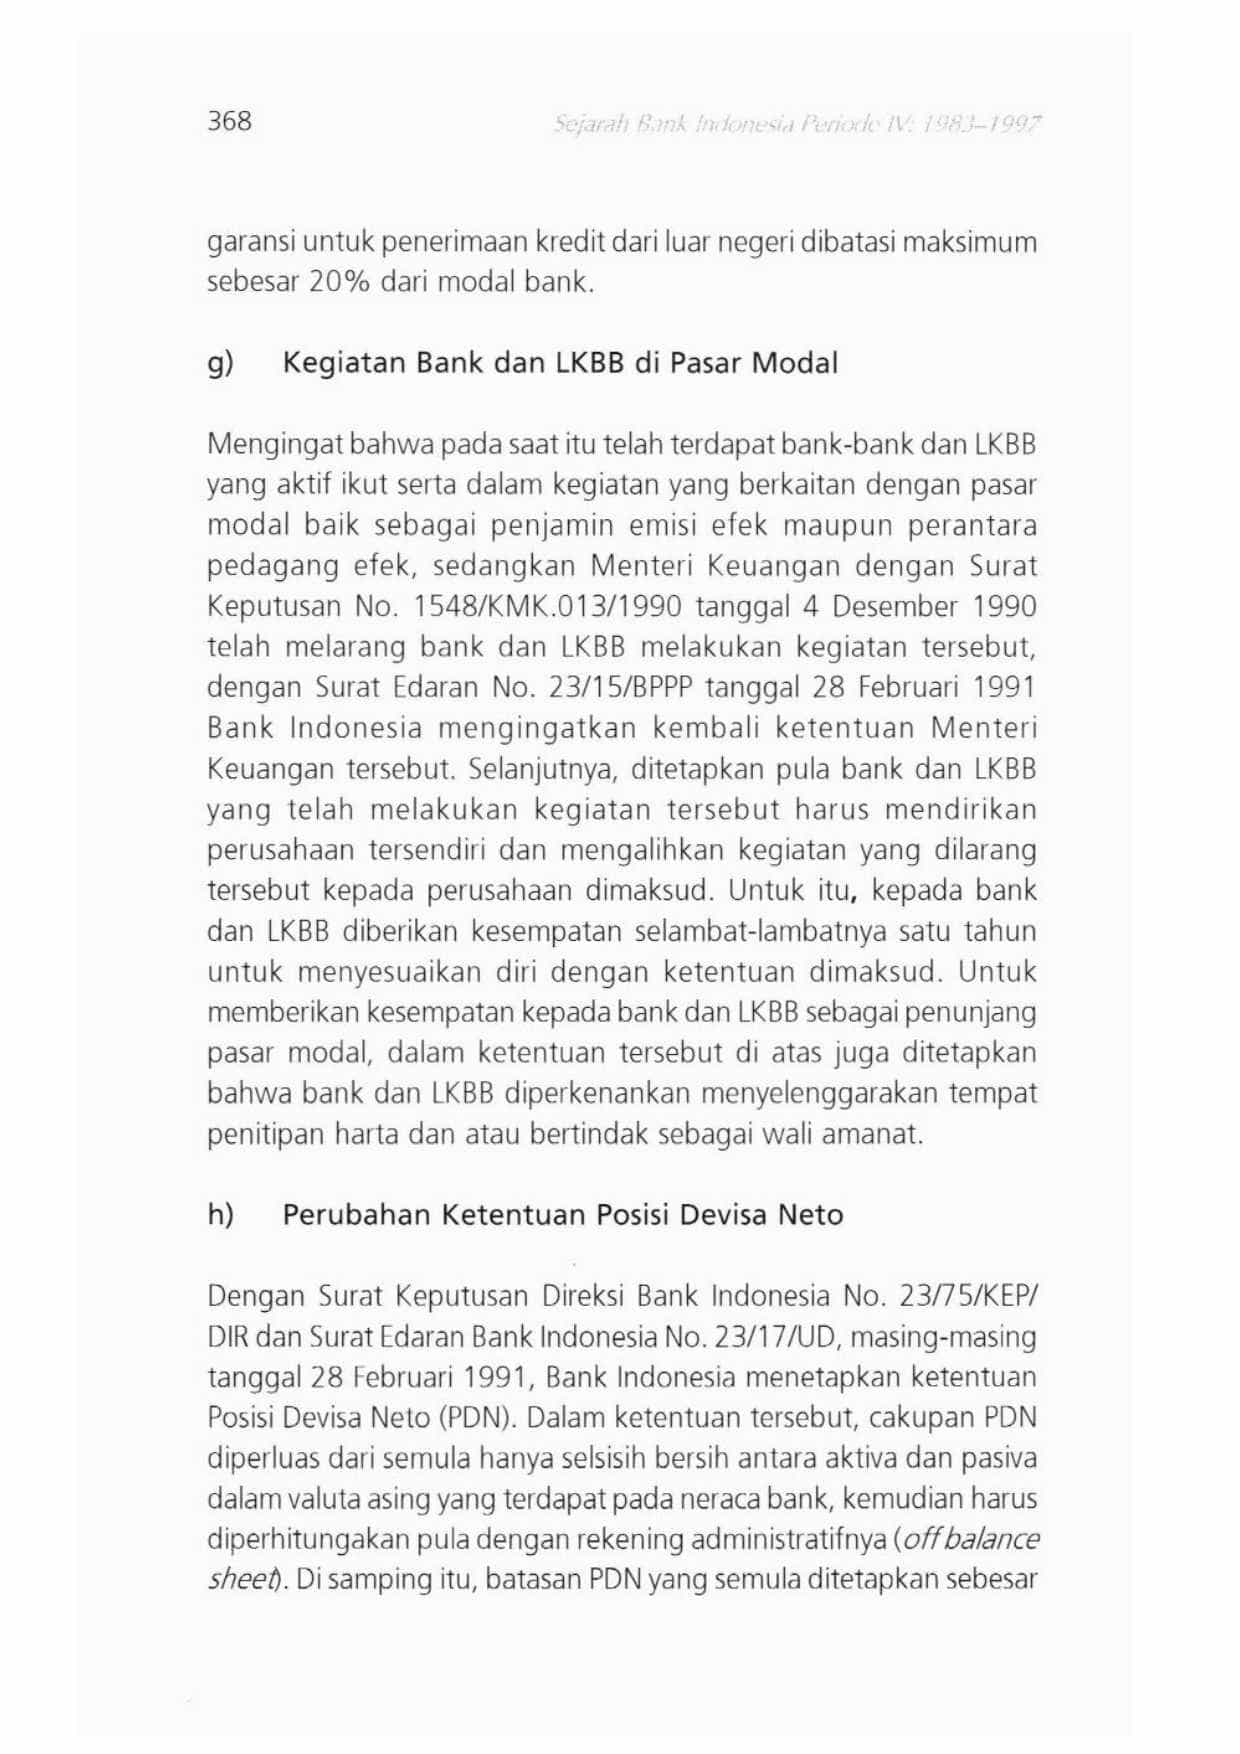 368
Sejarah Bank Indonesia Periode IV: 1983–1997
garansi untuk penerimaan kredit dari luar negeri dibatasi maksimum
sebesar 20% dari modal bank.
g) Kegiatan Bank dan LKBB di Pasar Modal
Mengingat bahwa pada saat itu telah terdapat bank-bank dan LKBB
yang aktif ikut serta dalam kegiatan yang berkaitan dengan pasar
modal baik sebagai penjamin emisi efek maupun perantara
pedagang efek, sedangkan Menteri Keuangan dengan Surat
Keputusan No. 1548/KMK.013/1990 tanggal 4 Desember 1990
telah melarang bank dan LKBB melakukan kegiatan tersebut,
dengan Surat Edaran No. 23/15/BPPP tanggal 28 Februari 1991
Bank Indonesia mengingatkan kembali ketentuan Menteri
Keuangan tersebut. Selanjutnya, ditetapkan pula bank dan LKBB
yang telah melakukan kegiatan tersebut harus mendirikan
perusahaan tersendiri dan mengalihkan kegiatan yang dilarang
tersebut kepada perusahaan dimaksud. Untuk itu, kepada bank
dan LKBB diberikan kesempatan selambat-lambatnya satu tahun
untuk menyesuaikan diri dengan ketentuan dimaksud. Untuk
memberikan kesempatan kepada bank dan LKBB sebagai penunjang
pasar modal, dalam ketentuan tersebut di atas juga ditetapkan
bahwa bank dan LKBB diperkenankan menyelenggarakan tempat
penitipan harta dan atau bertindak sebagai wali amanat.
h) Perubahan Ketentuan Posisi Devisa Neto
Dengan Surat Keputusan Direksi Bank Indonesia No. 23/75/KEP/
DIR dan Surat Edaran Bank Indonesia No. 23/17/UD, masing-masing
tanggal 28 Februari 1991, Bank Indonesia menetapkan ketentuan
Posisi Devisa Neto (PDN). Dalam ketentuan tersebut, cakupan PDN
diperluas dari semula hanya selsisih bersih antara aktiva dan pasiva
dalam valuta asing yang terdapat pada neraca bank, kemudian harus
diperhitungakan pula dengan rekening administratifnya (off balance
sheet). Di samping itu, batasan PDN yang semula ditetapkan sebesar